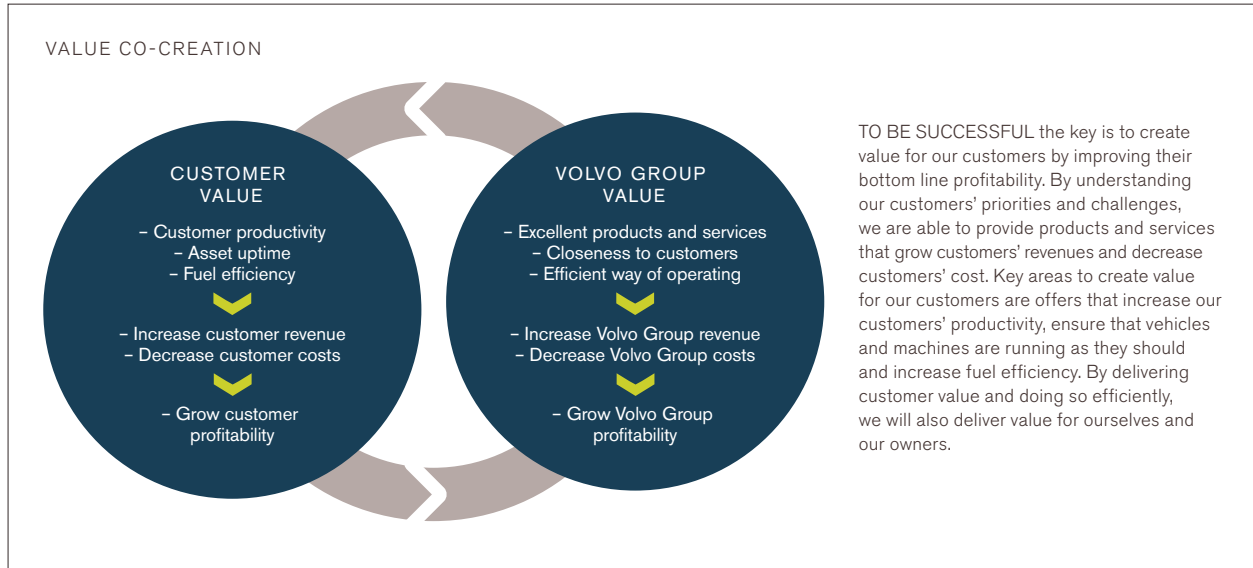 VALUE CO-CREATION
CUSTOMER
VALUE
– Customer productivity
– Asset uptime
– Fuel efficiency
– Increase customer revenue
– Decrease customer costs
– Grow customer
profitability
VOLVO GROUP
VALUE
– Excellent products and services
– Closeness to customers
– Efficient way of operating
– Increase Volvo Group revenue
– Decrease Volvo Group costs
– Grow Volvo Group
profitability
TO BE SUCCESSFUL the key is to create
value for our customers by improving their
bottom line profitability. By understanding
our customers’ priorities and challenges,
we are able to provide products and services
that grow customers’ revenues and decrease
customers’ cost. Key areas to create value
for our customers are offers that increase our
customers’ productivity, ensure that vehicles
and machines are running as they should
and increase fuel efficiency. By delivering
customer value and doing so efficiently,
we will also deliver value for ourselves and
our owners.